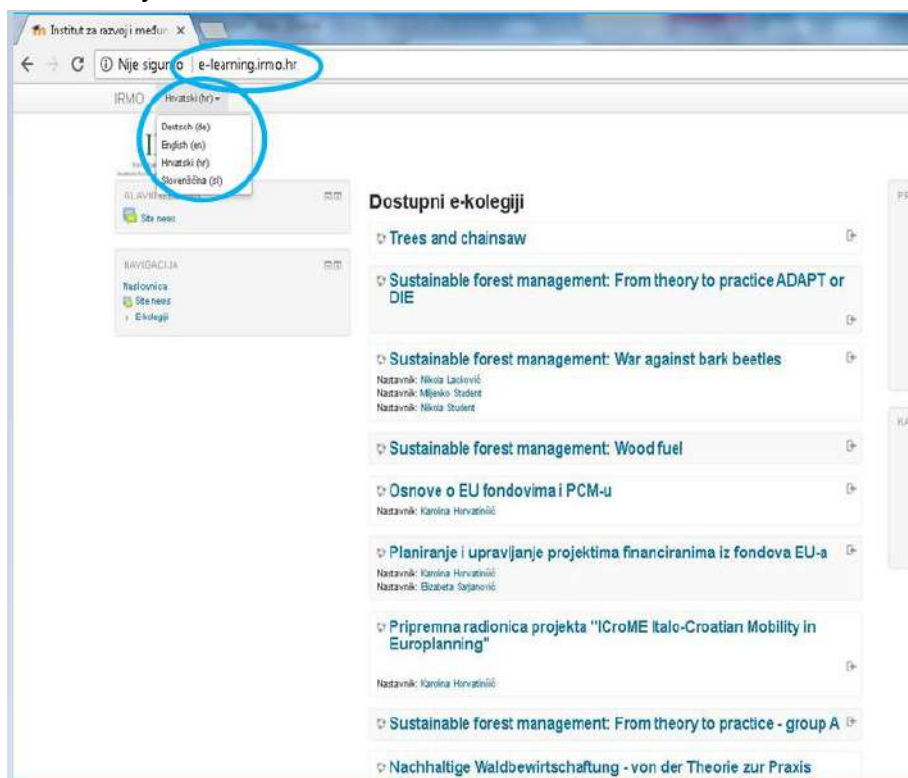 Institut za razvoj i međun
Nije sigurno e-learning.irmo.hr
IRMO Hrvatski (hr)
Deutsch (de)
English (en)
Hrvatski (hr)
Slovenščina (sl)
Site news
NAVIGACIJA
Naslovnica
Site news
E-kolegiji
Dostupni e-kolegiji
Trees and chainsaw
Sustainable forest management: From theory to practice ADAPT or
DIE
Sustainable forest management: War against bark beetles
Nastavnik: Nikola Lacković
Nastavnik: Miljenko Student
Nastavnik: Nikola Student
Sustainable forest management: Wood fuel
Osnove o EU fondovima i PCM-u
Nastavnik: Karolina Horvatinčić
Planiranje i upravljanje projektima financiranima iz fondova EU-a
Nastavnik: Karolina Horvatinčić
Nastavnik: Elizabeta Sarjanović
Pripremna radionica projekta "ICroME Italo-Croatian Mobility in
Europlanning"
Nastavnik: Karolina Horvatinčić
Sustainable forest management: From theory to practice - group A
Nachhaltige Waldbewirtschaftung - von der Theorie zur Praxis